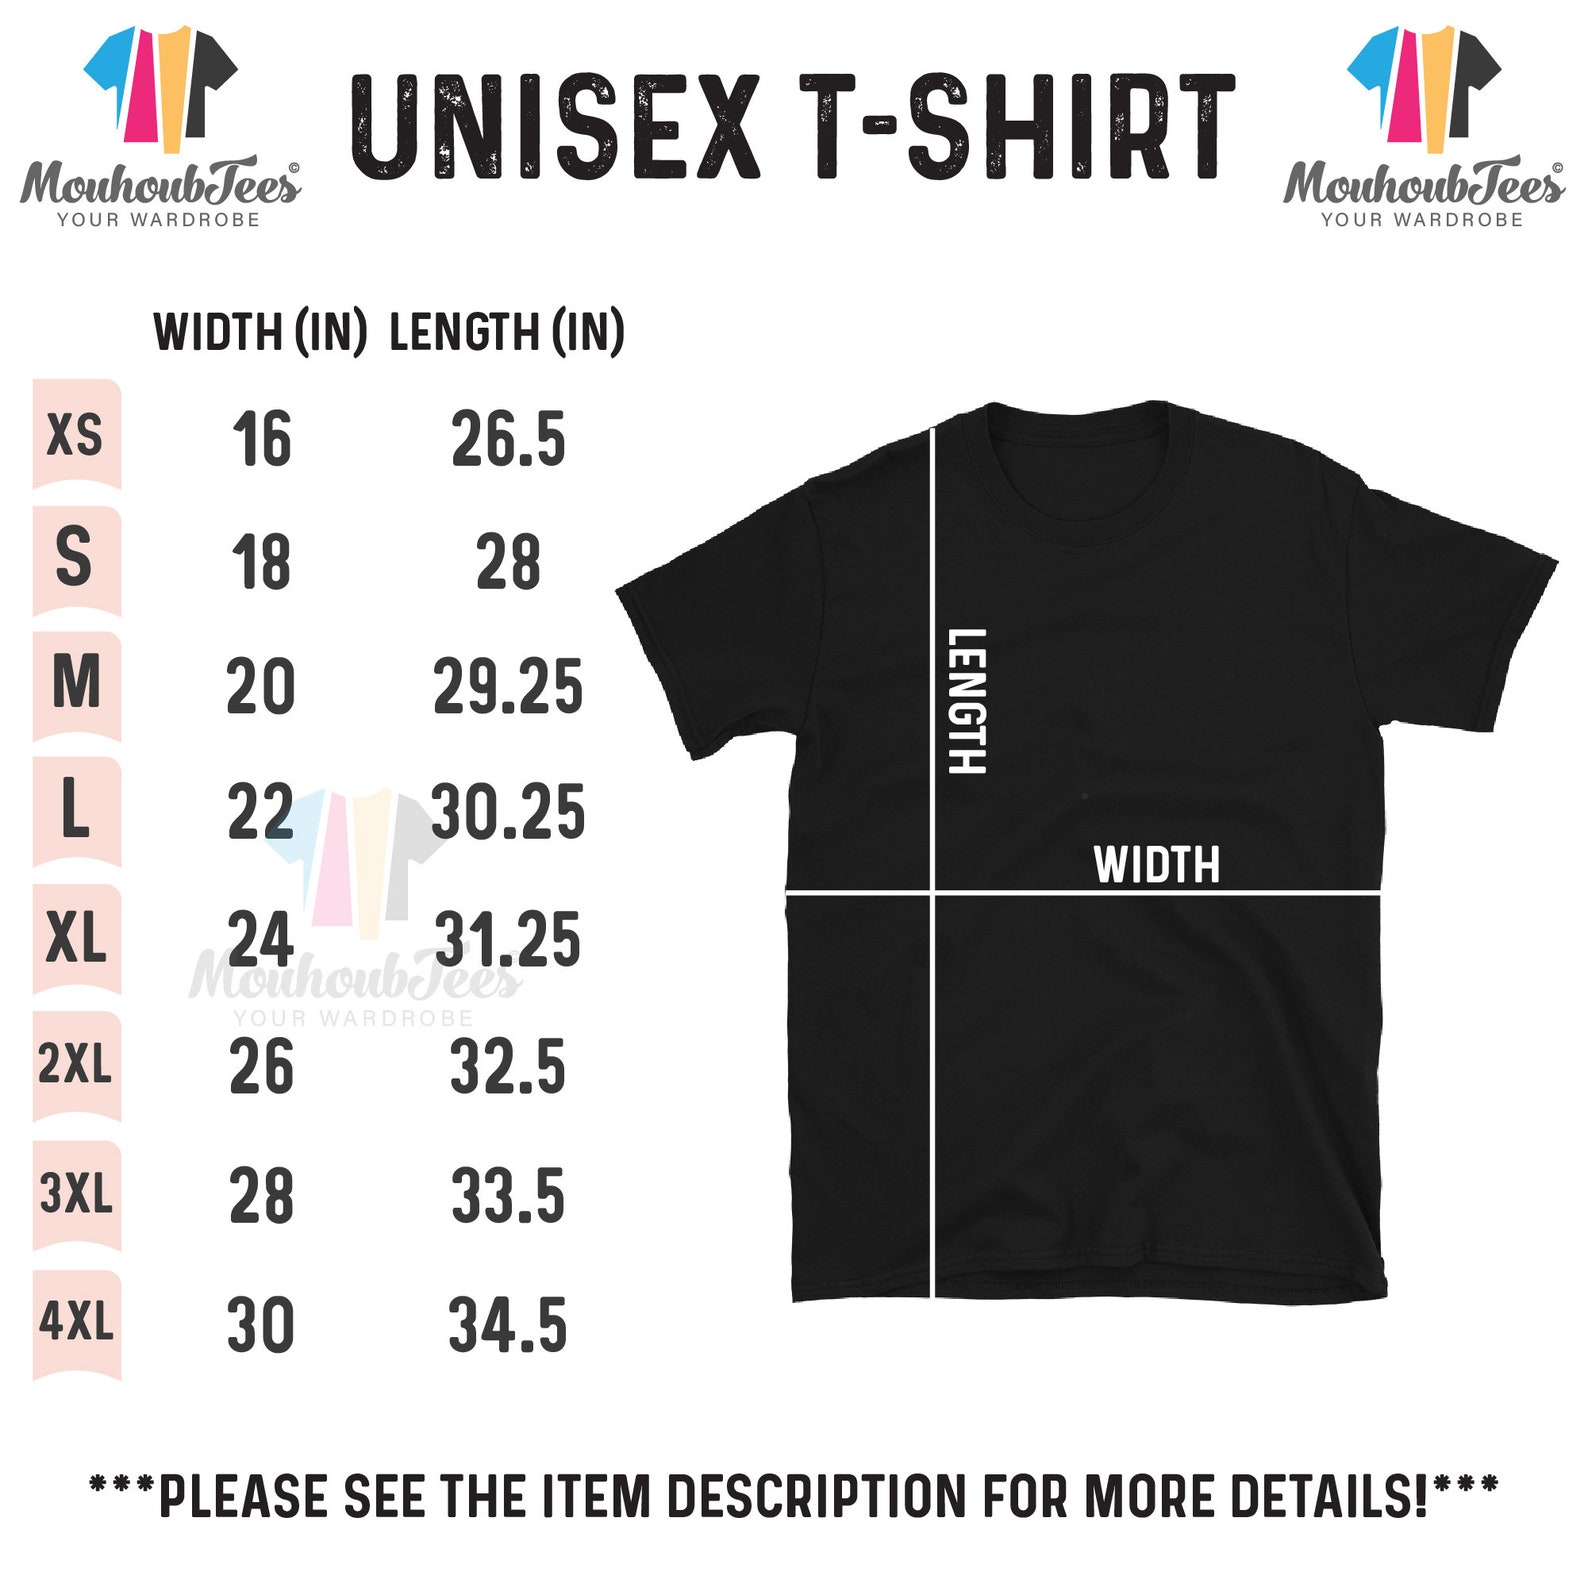 MouhoubTees©
YOUR WARDROBE
UNISEX T-SHIRT
MouhoubTees©
YOUR WARDROBE
WIDTH (IN) LENGTH (IN)
XS 16 26.5
S 18 28
M 20 29.25
L 22 30.25
XL 24 31.25
MouhoubTees©
YOUR WARDROBE
2XL 26 32.5
3XL 28 33.5
4XL 30 34.5
LENGTH
WIDTH
***PLEASE SEE THE ITEM DESCRIPTION FOR MORE DETAILS!***